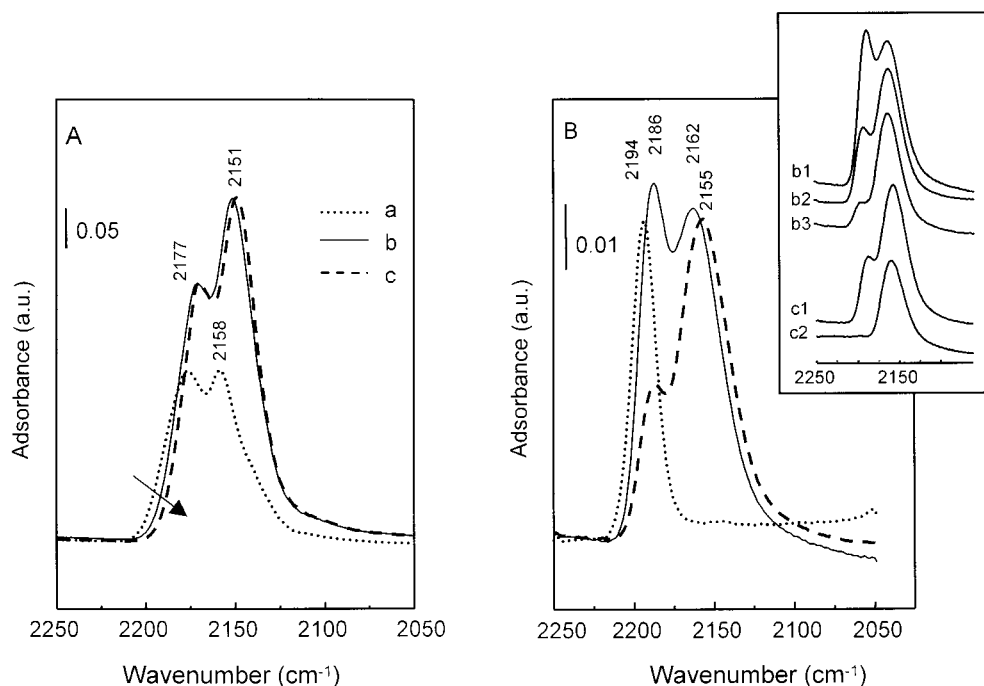 A
2177
2151
2158
0.05
a
b
c
Adsorbance (a.u.)
2250 2200 2150 2100 2050
Wavenumber (cm-1)
B
2194
2186
2162
2155
0.01
Adsorbance (a.u.)
2250 2200 2150 2100 2050
Wavenumber (cm-1)
b1
b2
b3
c1
c2
2250 2150